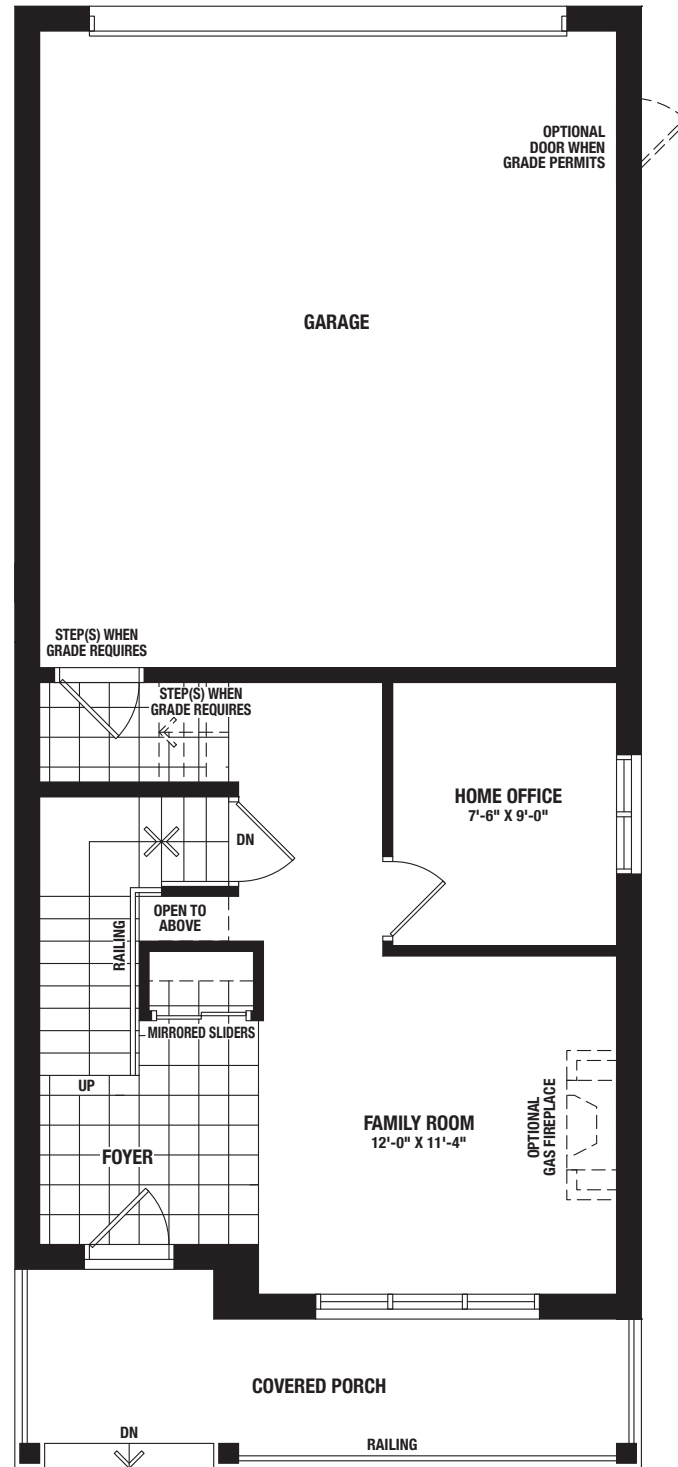 OPTIONAL
DOOR WHEN
GRADE PERMITS
GARAGE
STEP(S) WHEN
GRADE REQUIRES
STEP(S) WHEN
GRADE REQUIRES
HOME OFFICE
7'-6" X 9'-0"
DN
OPEN TO
ABOVE
RAILING
MIRRORED SLIDERS
UP
FAMILY ROOM
12'-0" X 11'-4"
OPTIONAL
GAS FIREPLACE
FOYER
COVERED PORCH
DN
RAILING